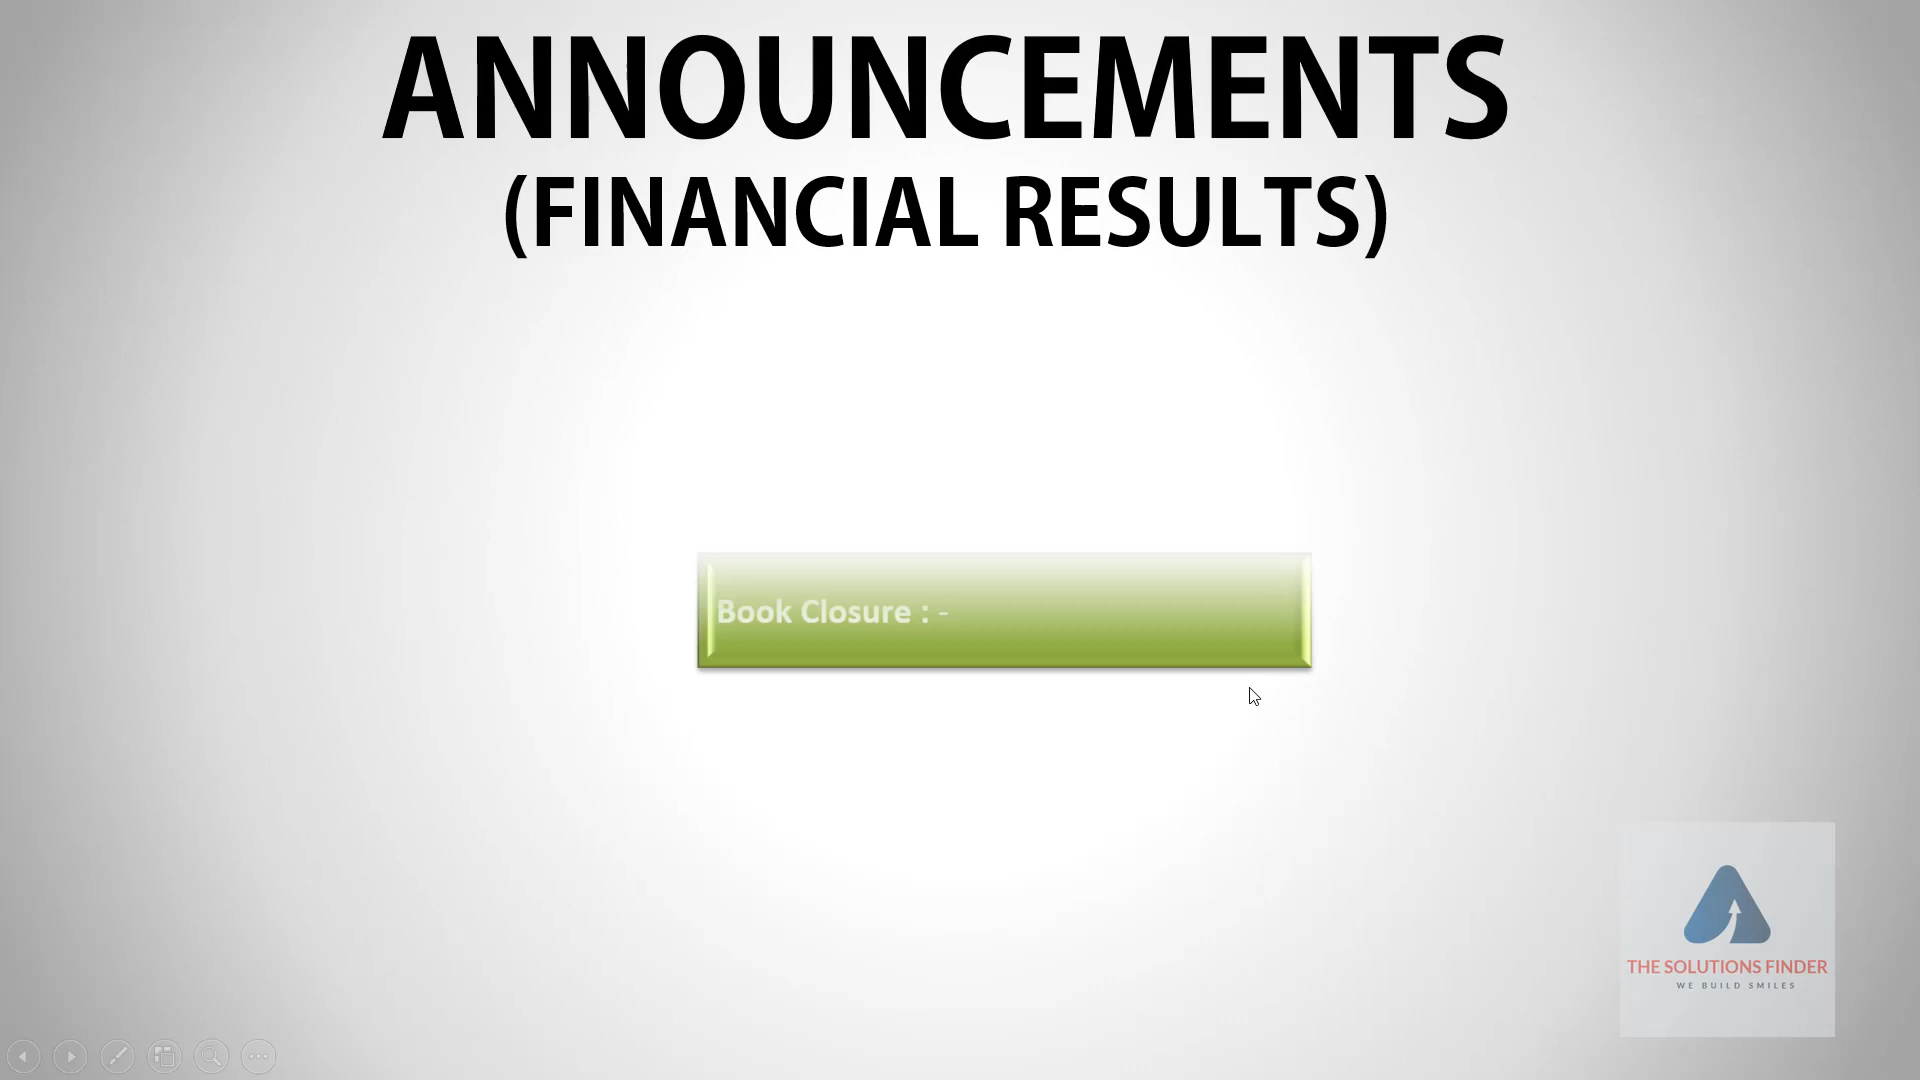 ANNOUNCEMENTS
(FINANCIAL RESULTS)
Book Closure : -
THE SOLUTIONS FINDER
WE BUILD SMILES